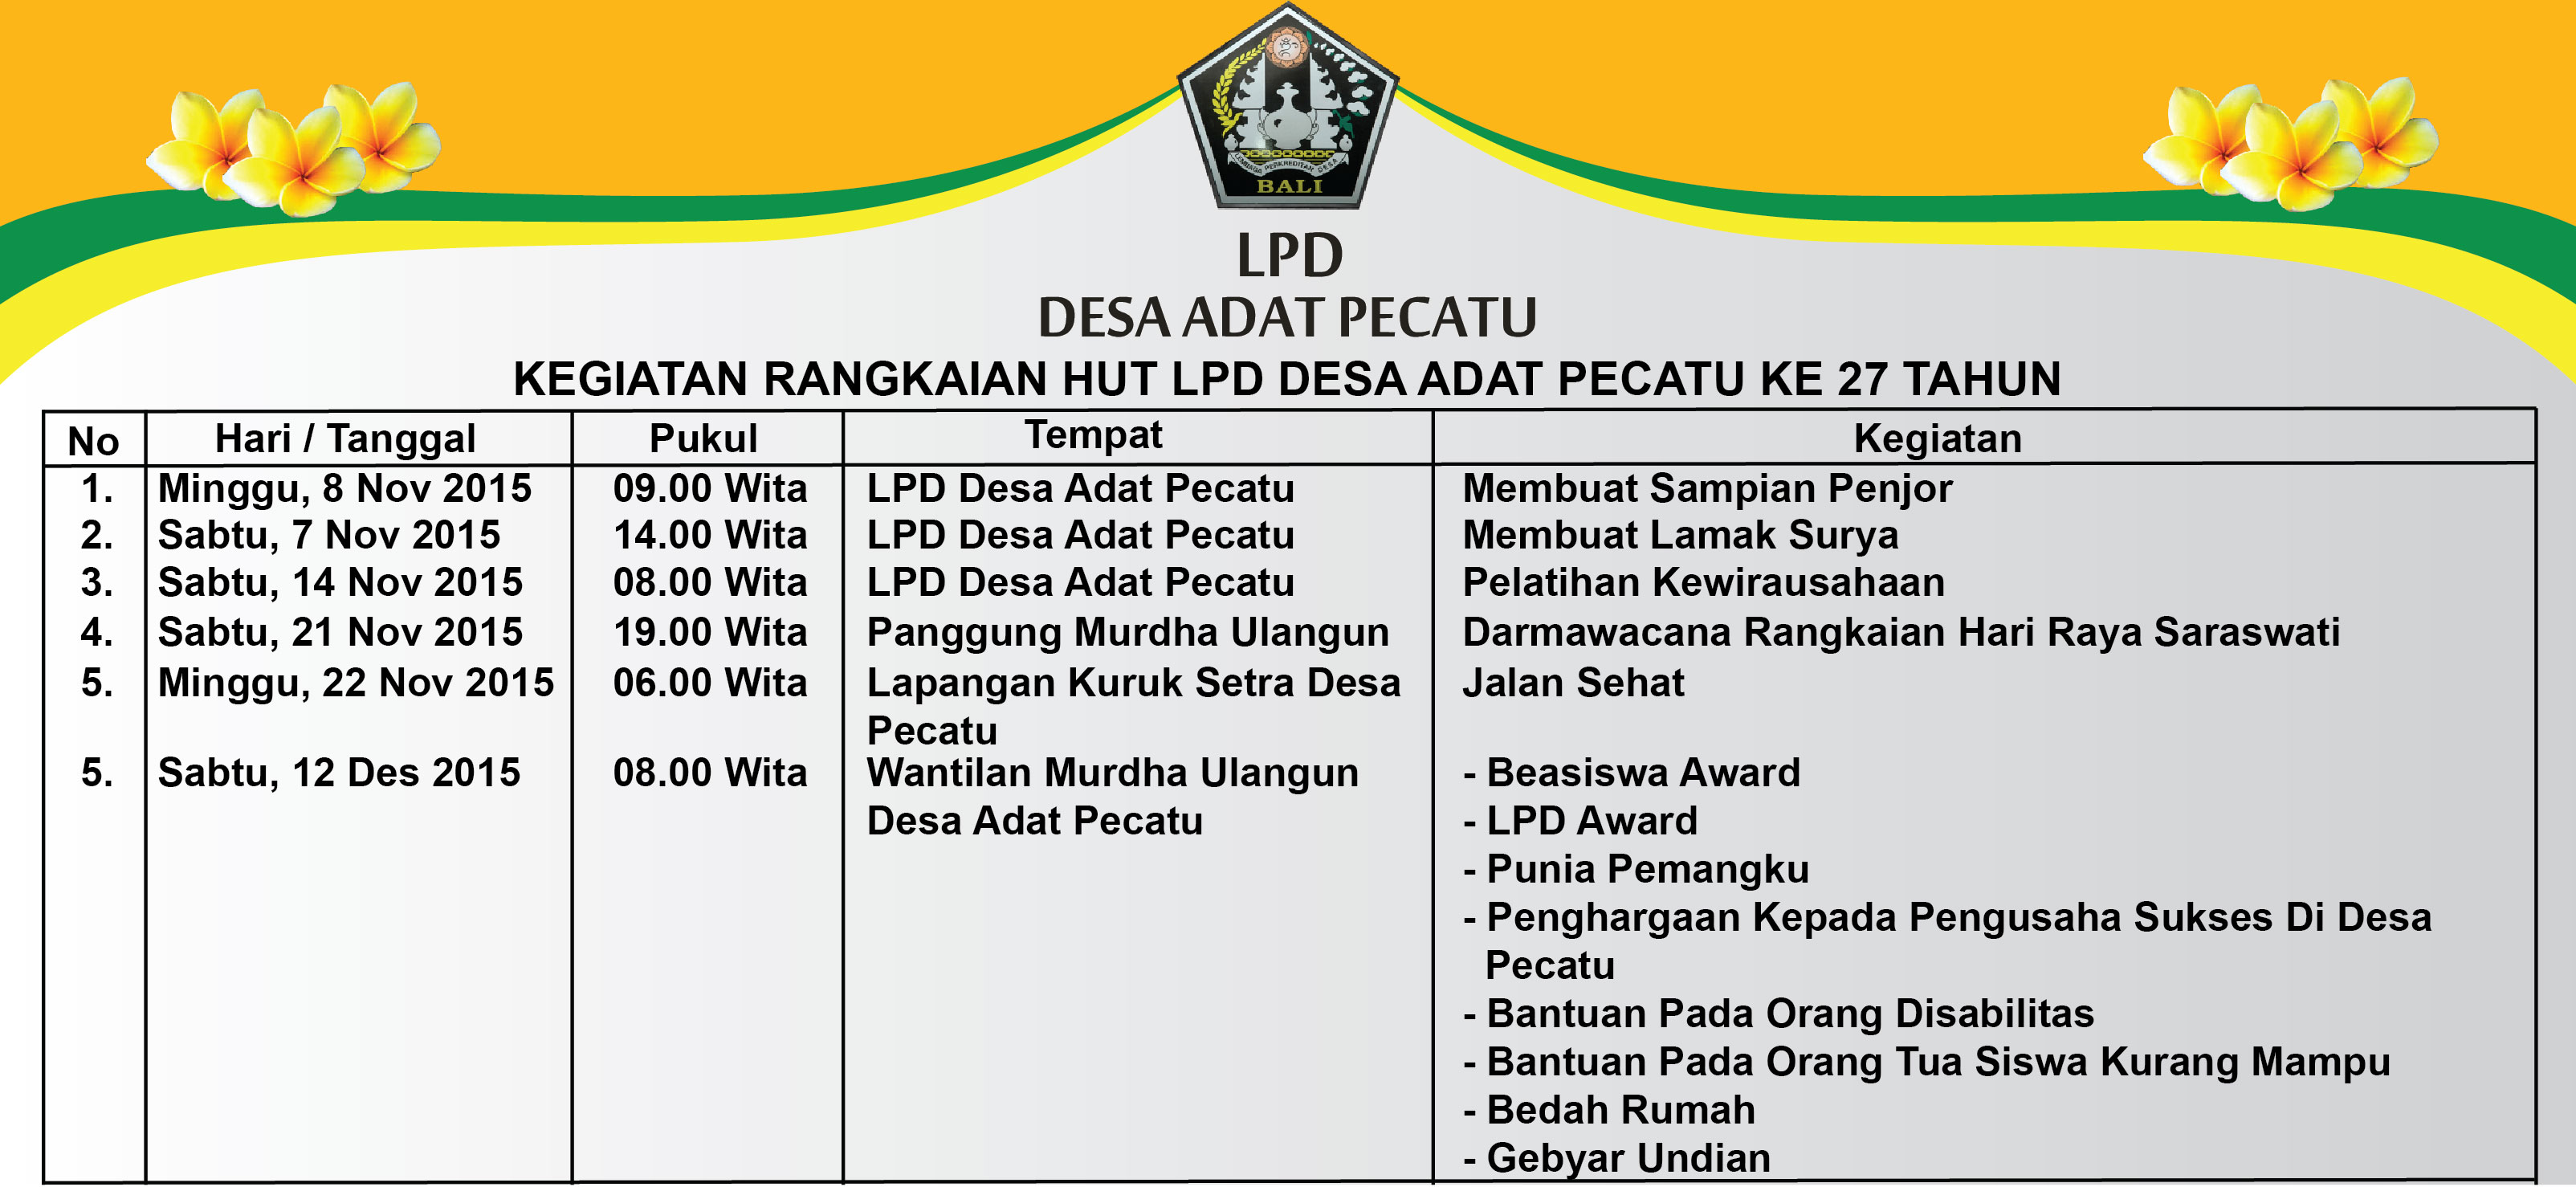 LEMBAGA PERKREDITAN DESA
BALI
LPD
DESA ADAT PECATU
KEGIATAN RANGKAIAN HUT LPD DESA ADAT PECATU KE 27 TAHUN
No Hari / Tanggal Pukul Tempat Kegiatan
1. Minggu, 8 Nov 2015 09.00 Wita LPD Desa Adat Pecatu Membuat Sampian Penjor
2. Sabtu, 7 Nov 2015 14.00 Wita LPD Desa Adat Pecatu Membuat Lamak Surya
3. Sabtu, 14 Nov 2015 08.00 Wita LPD Desa Adat Pecatu Pelatihan Kewirausahaan
4. Sabtu, 21 Nov 2015 19.00 Wita Panggung Murdha Ulangun Darmawacana Rangkaian Hari Raya Saraswati
5. Minggu, 22 Nov 2015 06.00 Wita Lapangan Kuruk Setra Desa Jalan Sehat
Pecatu
5. Sabtu, 12 Des 2015 08.00 Wita Wantilan Murdha Ulangun - Beasiswa Award
Desa Adat Pecatu - LPD Award
- Punia Pemangku
- Penghargaan Kepada Pengusaha Sukses Di Desa
Pecatu
- Bantuan Pada Orang Disabilitas
- Bantuan Pada Orang Tua Siswa Kurang Mampu
- Bedah Rumah
- Gebyar Undian